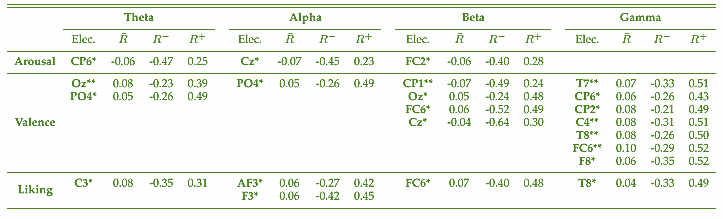 Theta Alpha Beta Gamma
Elec. R̄ R⁻ R⁺ Elec. R̄ R⁻ R⁺ Elec. R̄ R⁻ R⁺ Elec. R̄ R⁻ R⁺
Arousal CP6* -0.06 -0.47 0.25 Cz* -0.07 -0.45 0.23 FC2* -0.06 -0.40 0.28
Oz** 0.08 -0.23 0.39 PO4* 0.05 -0.26 0.49 CP1** -0.07 -0.49 0.24 T7** 0.07 -0.33 0.51
PO4* 0.05 -0.26 0.49 Oz* 0.05 -0.24 0.48 CP6* 0.06 -0.26 0.43
FC6* 0.06 -0.52 0.49 CP2* 0.08 -0.21 0.49
Valence Cz* -0.04 -0.64 0.30 C4** 0.08 -0.31 0.51
T8** 0.08 -0.26 0.50
FC6** 0.10 -0.29 0.52
F8* 0.06 -0.35 0.52
Liking C3* 0.08 -0.35 0.31 AF3* 0.06 -0.27 0.42 FC6* 0.07 -0.40 0.48 T8* 0.04 -0.33 0.49
F3* 0.06 -0.42 0.45